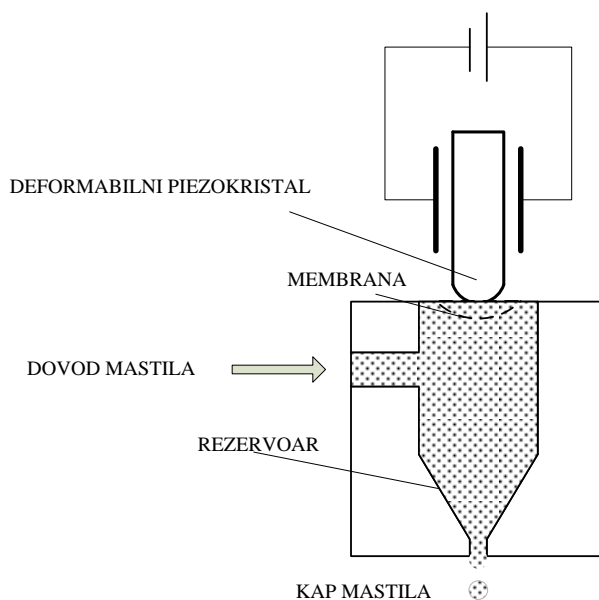 DEFORMABILNI PIEZOKRISTAL
MEMBRANA
DOVOD MASTILA
REZERVOAR
KAP MASTILA